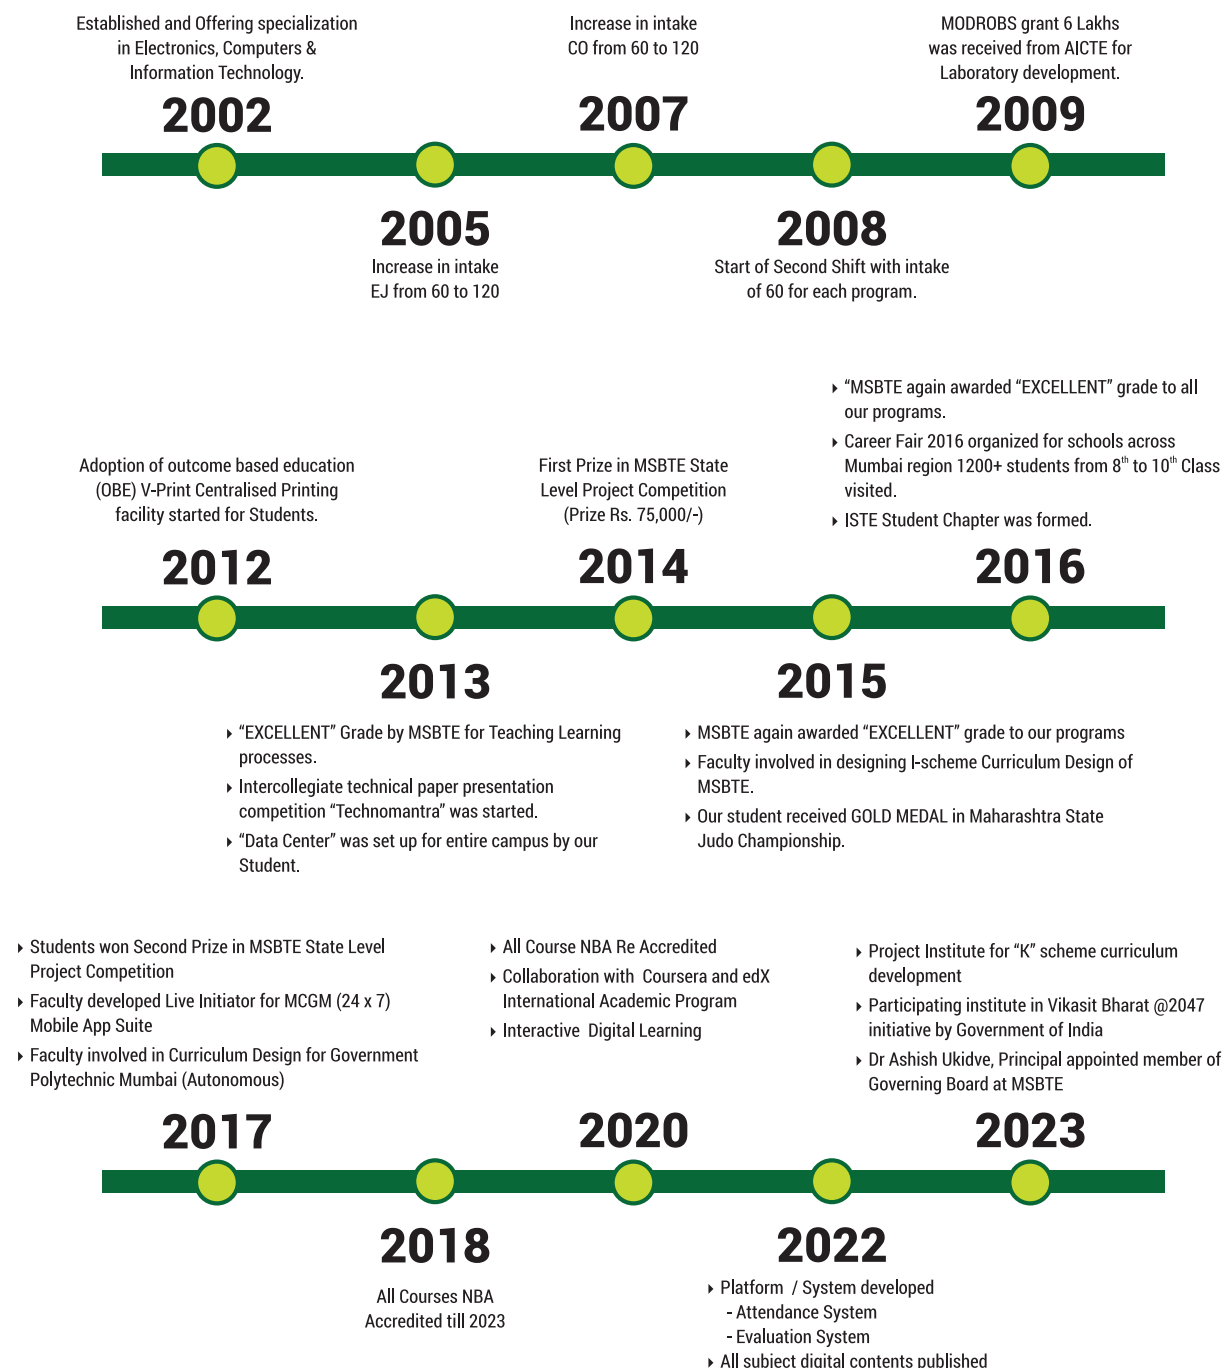 Established and Offering specialization
in Electronics, Computers &
Information Technology.
2002
2005
Increase in intake
EJ from 60 to 120
Increase in intake
CO from 60 to 120
2007
2008
Start of Second Shift with intake
of 60 for each program.
MODROBS grant 6 Lakhs
was received from AICTE for
Laboratory development.
2009
Adoption of outcome based education
(OBE) V-Print Centralised Printing
facility started for Students.
2012
2013
‣ “EXCELLENT” Grade by MSBTE for Teaching Learning
processes.
‣ Intercollegiate technical paper presentation
competition “Technomantra” was started.
‣ “Data Center” was set up for entire campus by our
Student.
First Prize in MSBTE State
Level Project Competition
(Prize Rs. 75,000/-)
2014
2015
‣ MSBTE again awarded “EXCELLENT” grade to our programs
‣ Faculty involved in designing I-scheme Curriculum Design of
MSBTE.
‣ Our student received GOLD MEDAL in Maharashtra State
Judo Championship.
‣ “MSBTE again awarded “EXCELLENT” grade to all
our programs.
‣ Career Fair 2016 organized for schools across
Mumbai region 1200+ students from 8th to 10th Class
visited.
‣ ISTE Student Chapter was formed.
2016
‣ Students won Second Prize in MSBTE State Level
Project Competition
‣ Faculty developed Live Initiator for MCGM (24 x 7)
Mobile App Suite
‣ Faculty involved in Curriculum Design for Government
Polytechnic Mumbai (Autonomous)
2017
2018
All Courses NBA
Accredited till 2023
‣ All Course NBA Re Accredited
‣ Collaboration with Coursera and edX
International Academic Program
‣ Interactive Digital Learning
2020
2022
‣ Platform / System developed
- Attendance System
- Evaluation System
‣ All subject digital contents published
‣ Project Institute for “K” scheme curriculum
development
‣ Participating institute in Vikasit Bharat @2047
initiative by Government of India
‣ Dr Ashish Ukidve, Principal appointed member of
Governing Board at MSBTE
2023